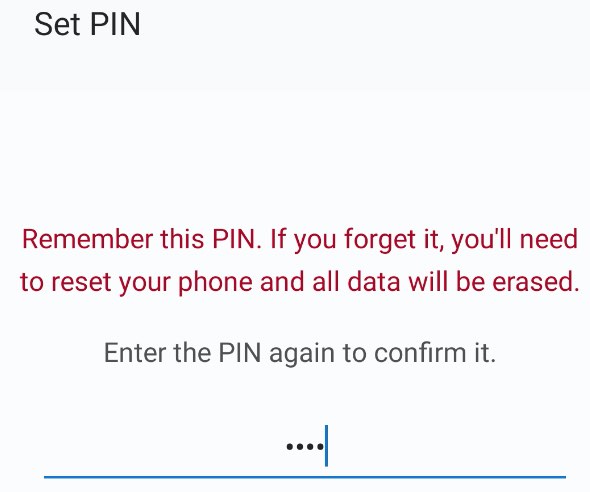 Set PIN
Remember this PIN. If you forget it, you'll need
to reset your phone and all data will be erased.
Enter the PIN again to confirm it.
••••